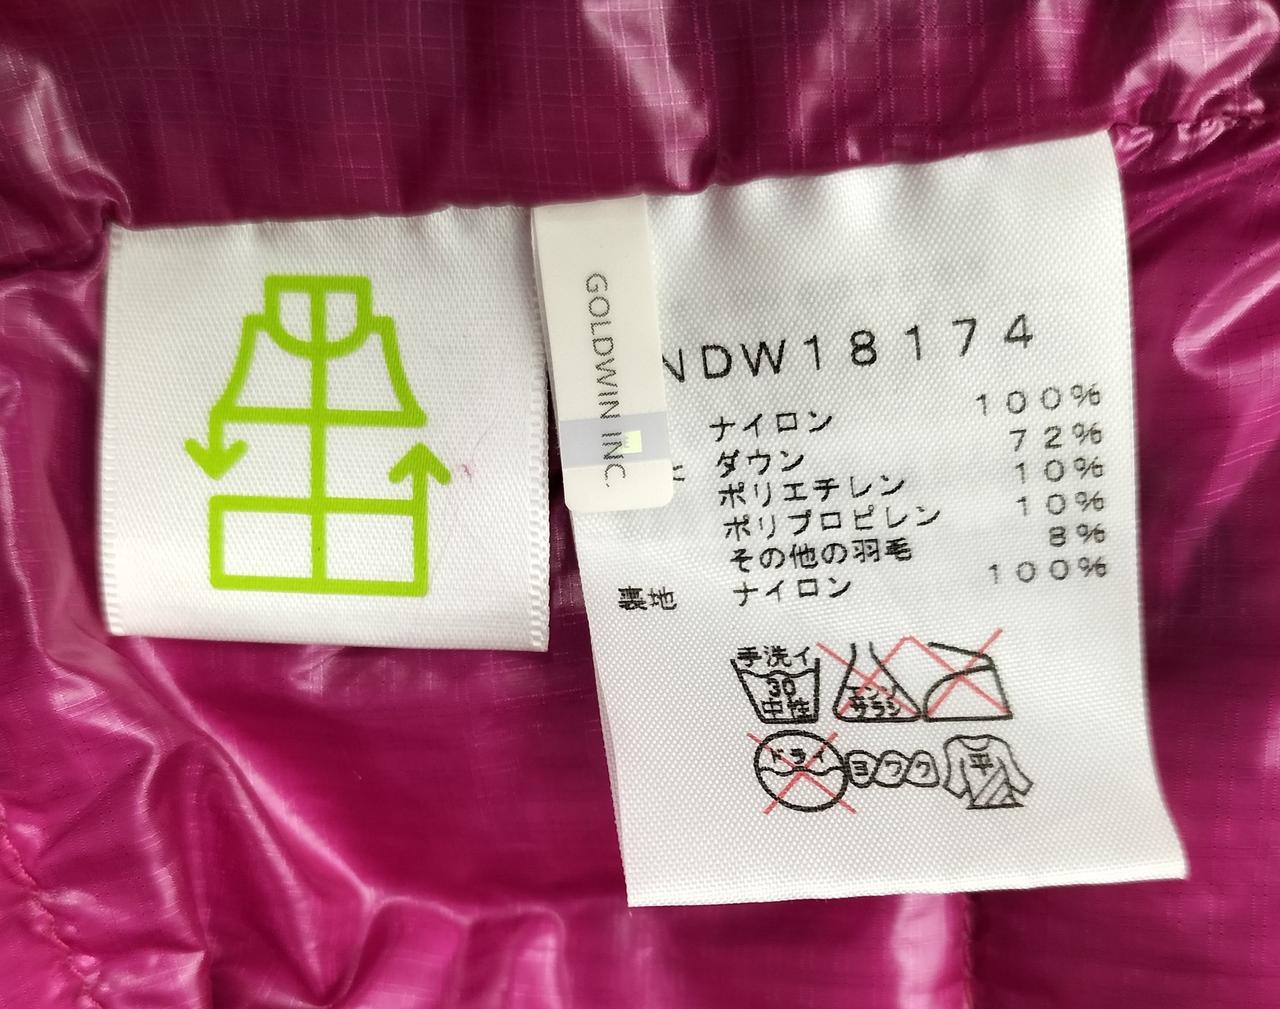 GOLDWIN INC
NDW18174
ナイロン 100%
ダウン 72%
ポリエチレン 10%
ポリプロピレン 10%
その他の羽毛 8%
裏地 ナイロン 100%
手洗イ
30
中性
エンソ
サラシ
ドライ
ヨワク
平